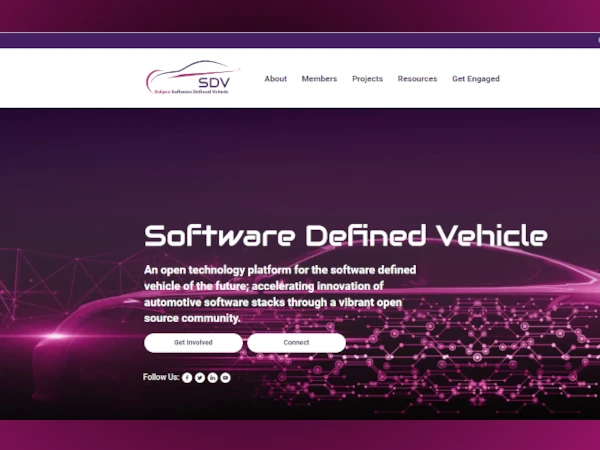 SDV
Eclipse Software Defined Vehicle
About Members Projects Resources Get Engaged
Software Defined Vehicle
An open technology platform for the software defined
vehicle of the future; accelerating innovation of
automotive software stacks through a vibrant open
source community.
Get Involved Connect
Follow Us: